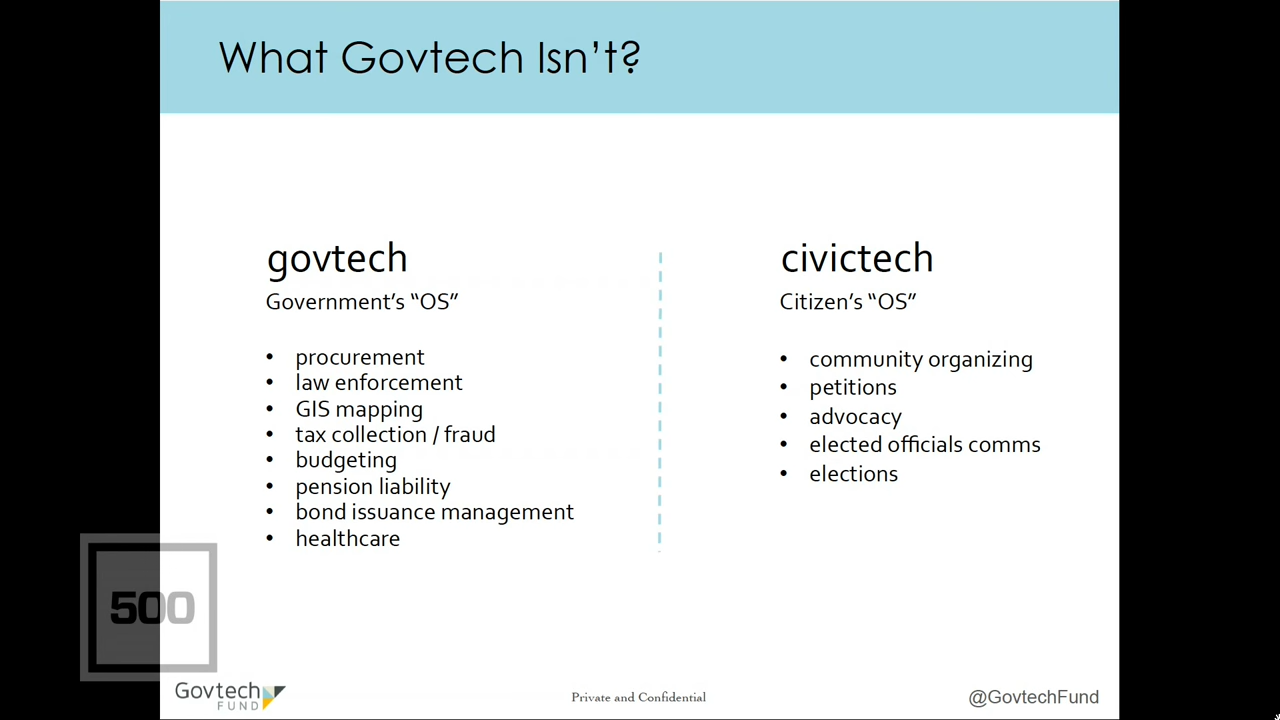 What Govtech Isn't?
govtech
Government's “OS”
• procurement
• law enforcement
• GIS mapping
• tax collection / fraud
• budgeting
• pension liability
• bond issuance management
• healthcare
civictech
Citizen's “OS”
• community organizing
• petitions
• advocacy
• elected officials comms
• elections
500
Govtech
FUND
Private and Confidential
@GovtechFund